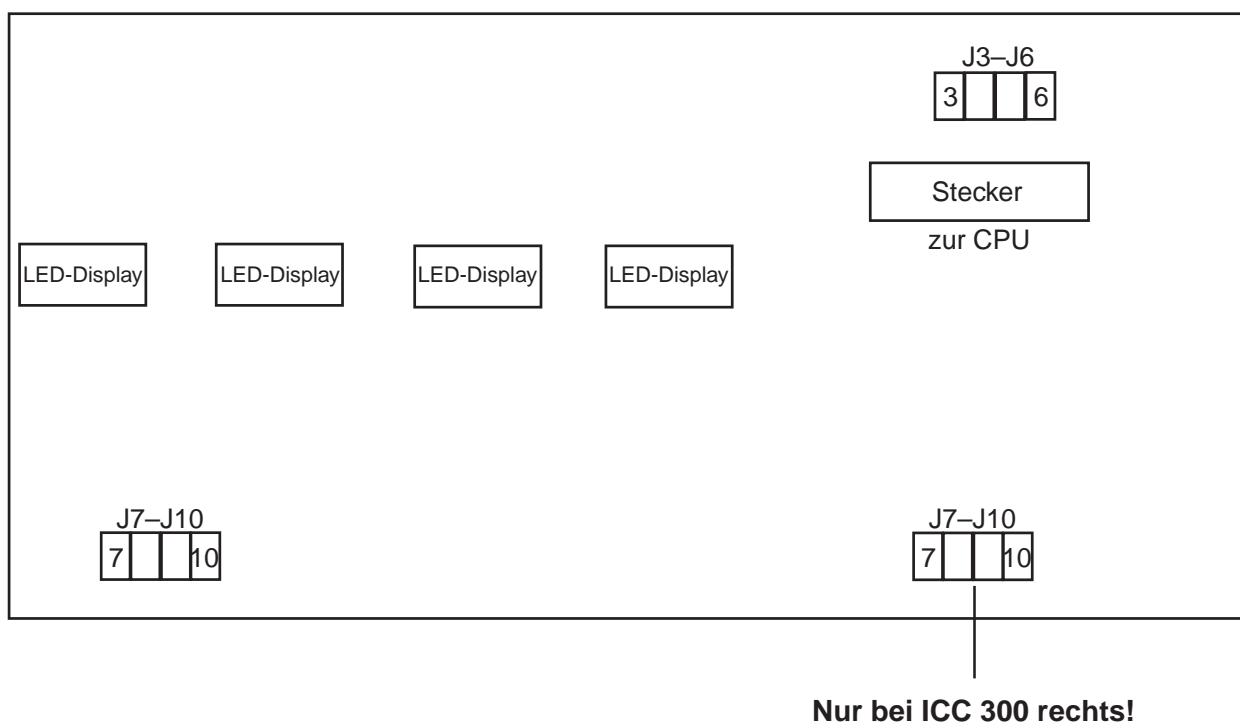 J3–J6
3 6
Stecker
zur CPU
LED-Display LED-Display LED-Display LED-Display
J7–J10 J7–J10
7 10 7 10
Nur bei ICC 300 rechts!